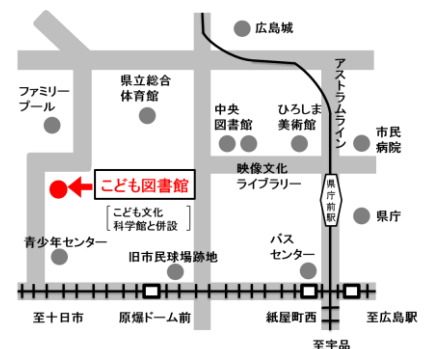 広島城
アストラムライン
県立総合
体育館
ファミリー
プール
中央
図書館
ひろしま
美術館
市民
病院
映像文化
ライブラリー
こども図書館
県庁前駅
こども文化
科学館と併設
県庁
青少年センター
旧市民球場跡地
バス
センター
至十日市
原爆ドーム前
紙屋町西
至広島駅
至宇品